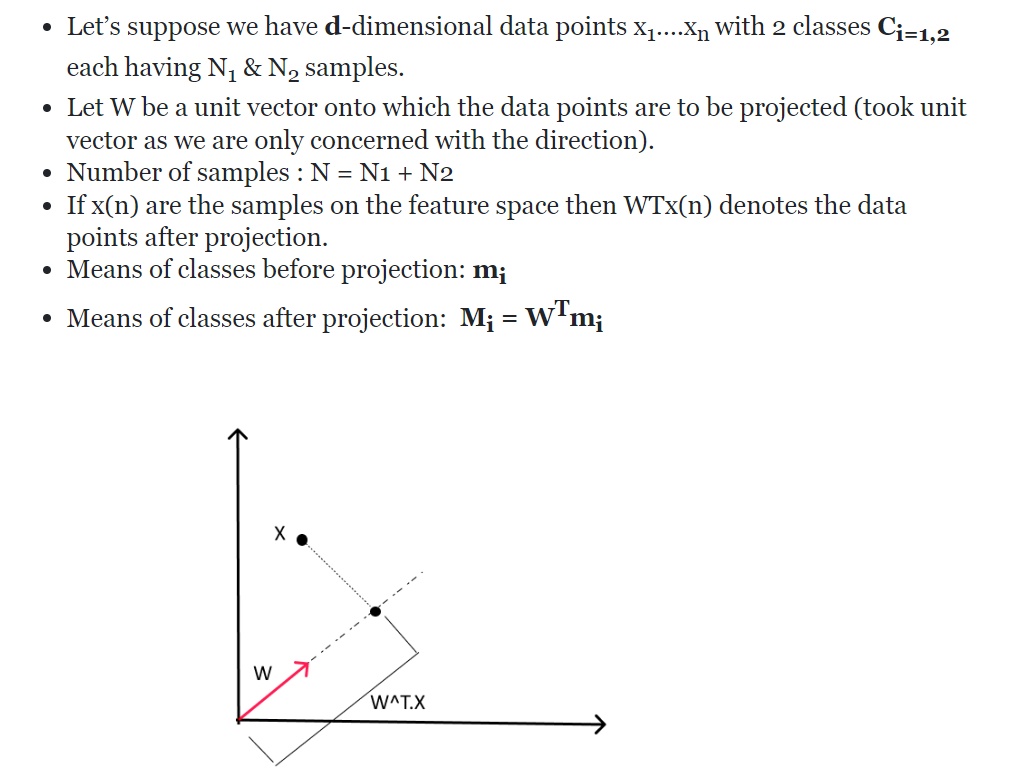 • Let’s suppose we have d-dimensional data points x₁....xₙ with 2 classes Cᵢ₌₁,₂
each having N₁ & N₂ samples.
• Let W be a unit vector onto which the data points are to be projected (took unit
vector as we are only concerned with the direction).
• Number of samples : N = N1 + N2
• If x(n) are the samples on the feature space then WTx(n) denotes the data
points after projection.
• Means of classes before projection: mᵢ
• Means of classes after projection: Mᵢ = Wᵀmᵢ
X
W
W^T.X